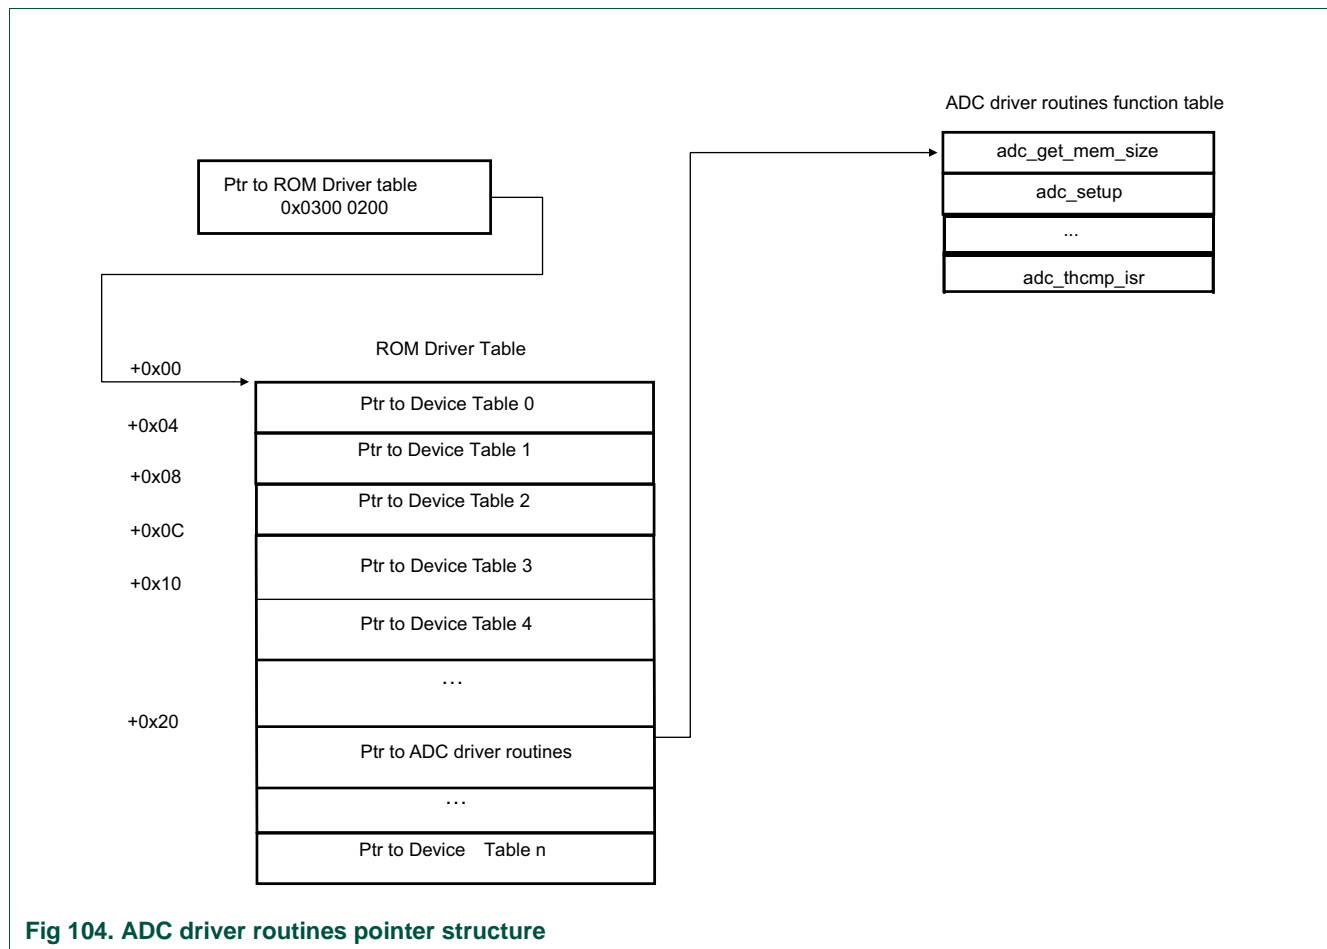 ADC driver routines function table
adc_get_mem_size
adc_setup
...
adc_thcmp_isr
Ptr to ROM Driver table
0x0300 0200
ROM Driver Table
+0x00
Ptr to Device Table 0
+0x04
Ptr to Device Table 1
+0x08
Ptr to Device Table 2
+0x0C
Ptr to Device Table 3
+0x10
Ptr to Device Table 4
...
+0x20
Ptr to ADC driver routines
...
Ptr to Device Table n
Fig 104. ADC driver routines pointer structure